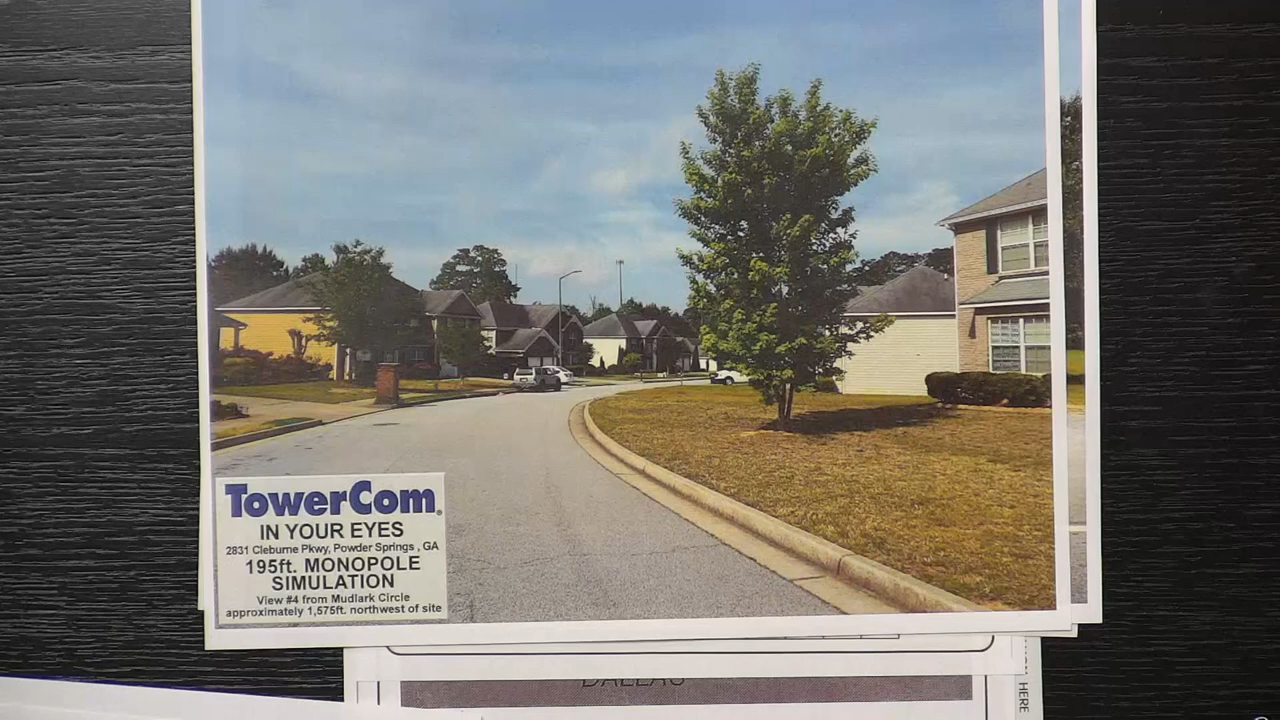 TowerCom®
IN YOUR EYES
2831 Cleburne Pkwy, Powder Springs , GA
195ft. MONOPOLE
SIMULATION
View #4 from Mudlark Circle
approximately 1,575ft. northwest of site
HERE